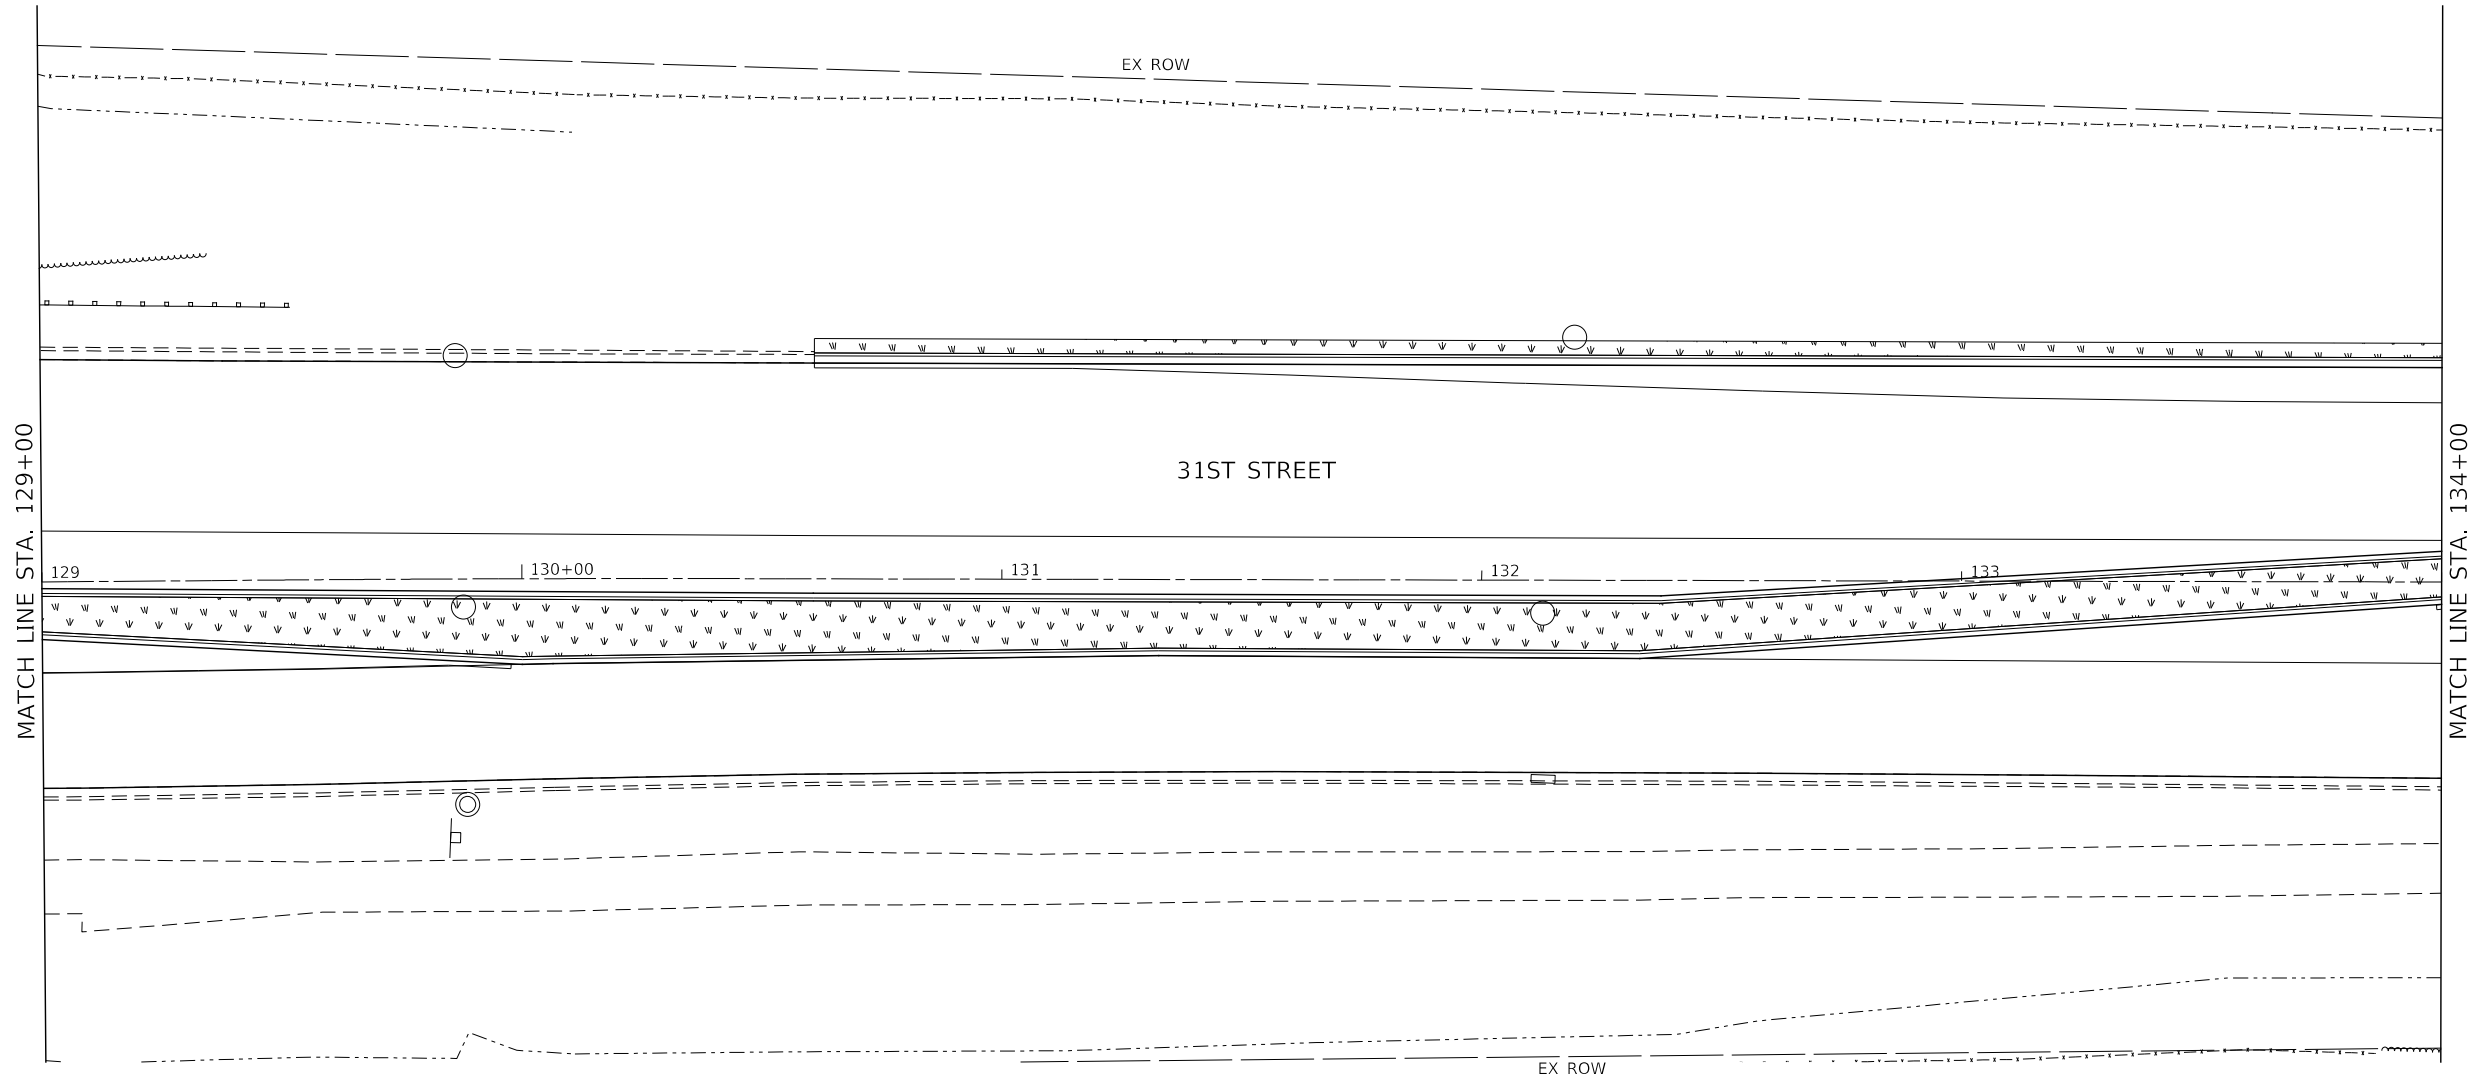 EX ROW
MATCH LINE STA. 129+00
31ST STREET
MATCH LINE STA. 134+00
129
130+00
131
132
133
EX ROW